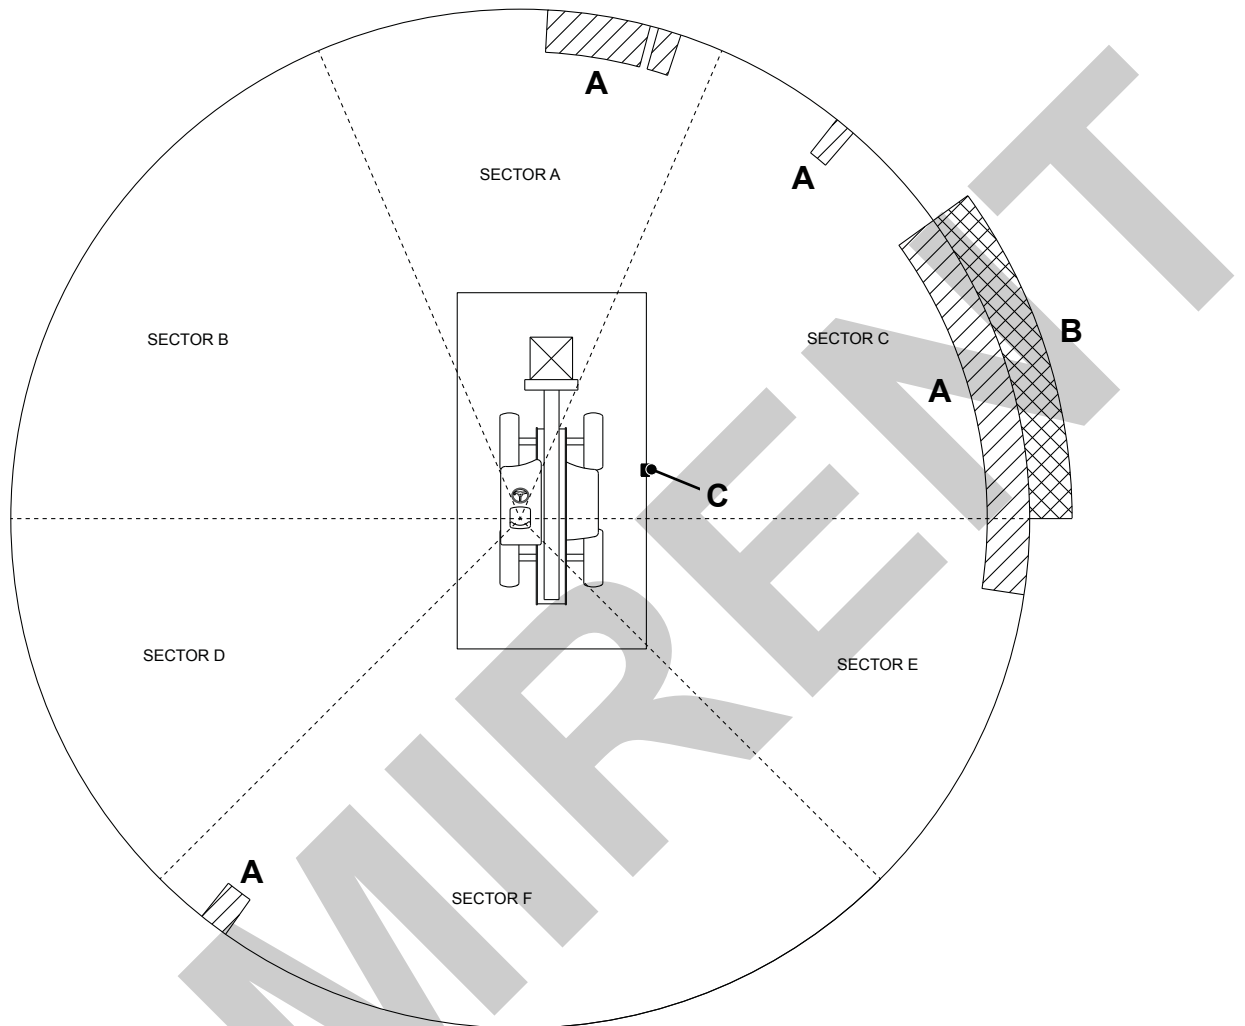 A
SECTOR A
A
SECTOR B
SECTOR C
B
A
C
SECTOR D
SECTOR E
A
SECTOR F
MIRENT